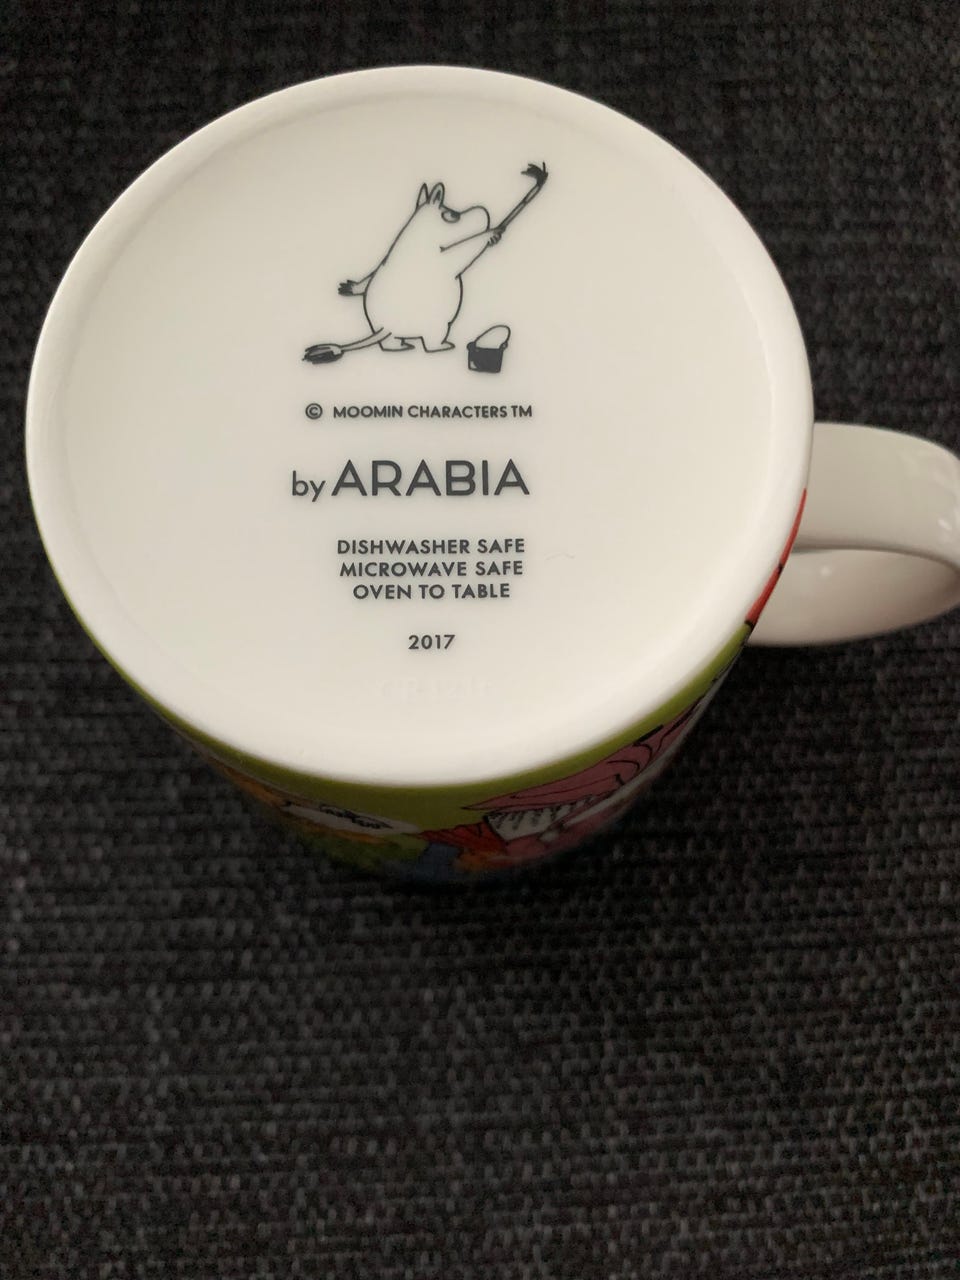 © MOOMIN CHARACTERS TM
by ARABIA
DISHWASHER SAFE
MICROWAVE SAFE
OVEN TO TABLE
2017